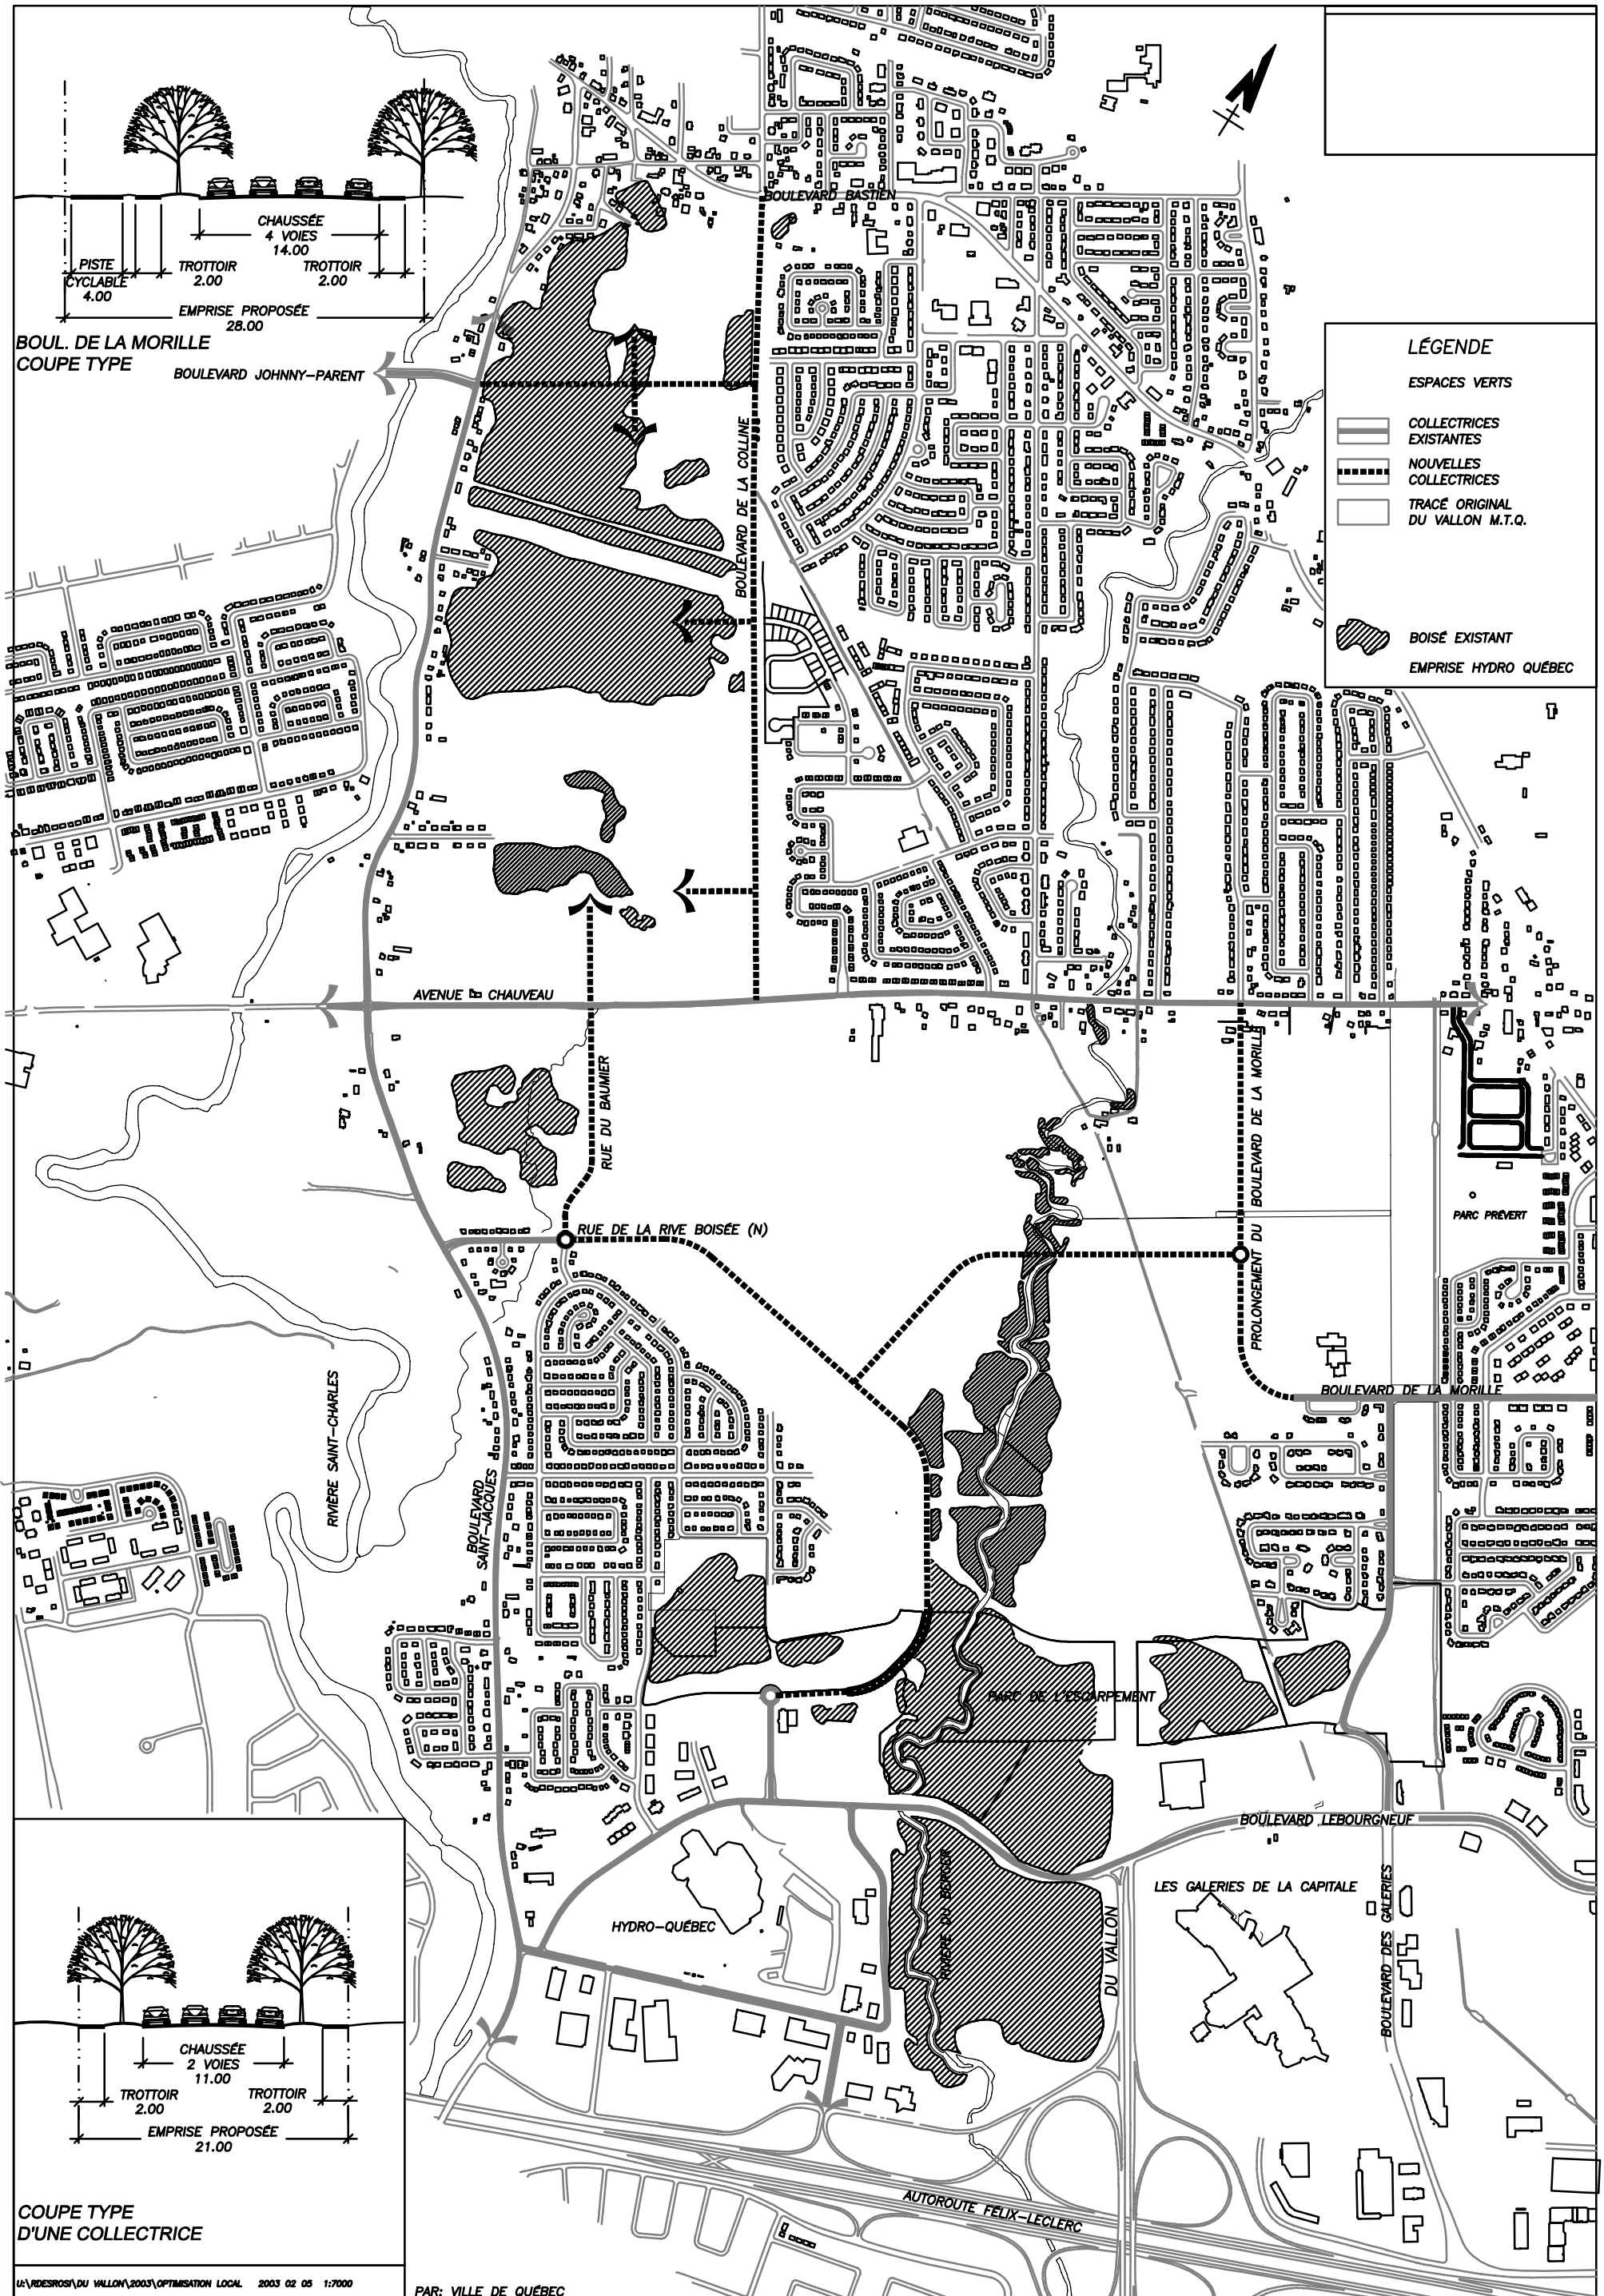 CHAUSSÉE
4 VOIES
14.00
PISTE
CYCLABLE
4.00
TROTTOIR
2.00
TROTTOIR
2.00
EMPRISE PROPOSÉE
28.00
BOUL. DE LA MORILLE
COUPE TYPE
BOULEVARD JOHNNY-PARENT
BOULEVARD BASTIEN
LÉGENDE
ESPACES VERTS
COLLECTRICES
EXISTANTES
NOUVELLES
COLLECTRICES
TRACÉ ORIGINAL
DU VALLON M.T.Q.
BOISÉ EXISTANT
EMPRISE HYDRO QUÉBEC
BOULEVARD DE LA COLLINE
AVENUE CHAUVEAU
RUE DU BAUMIER
PROLONGEMENT DU BOULEVARD DE LA MORILLE
PARC PRÉVERT
RUE DE LA RIVE BOISÉE (N)
RIVIÈRE SAINT-CHARLES
BOULEVARD
SAINT-JACQUES
BOULEVARD DE LA MORILLE
PARC DE L'ESCARPEMENT
BOULEVARD LEBOURGNEUF
LES GALERIES DE LA CAPITALE
HYDRO-QUÉBEC
RIVIÈRE DU BERGER
DU VALLON
BOULEVARD DES GALERIES
AUTOROUTE FÉLIX-LECLERC
CHAUSSÉE
2 VOIES
11.00
TROTTOIR
2.00
TROTTOIR
2.00
EMPRISE PROPOSÉE
21.00
COUPE TYPE
D'UNE COLLECTRICE
U:\RDESROSI\DU VALLON\2003\OPTIMISATION LOCAL 2003 02 05 1:7000
PAR: VILLE DE QUÉBEC